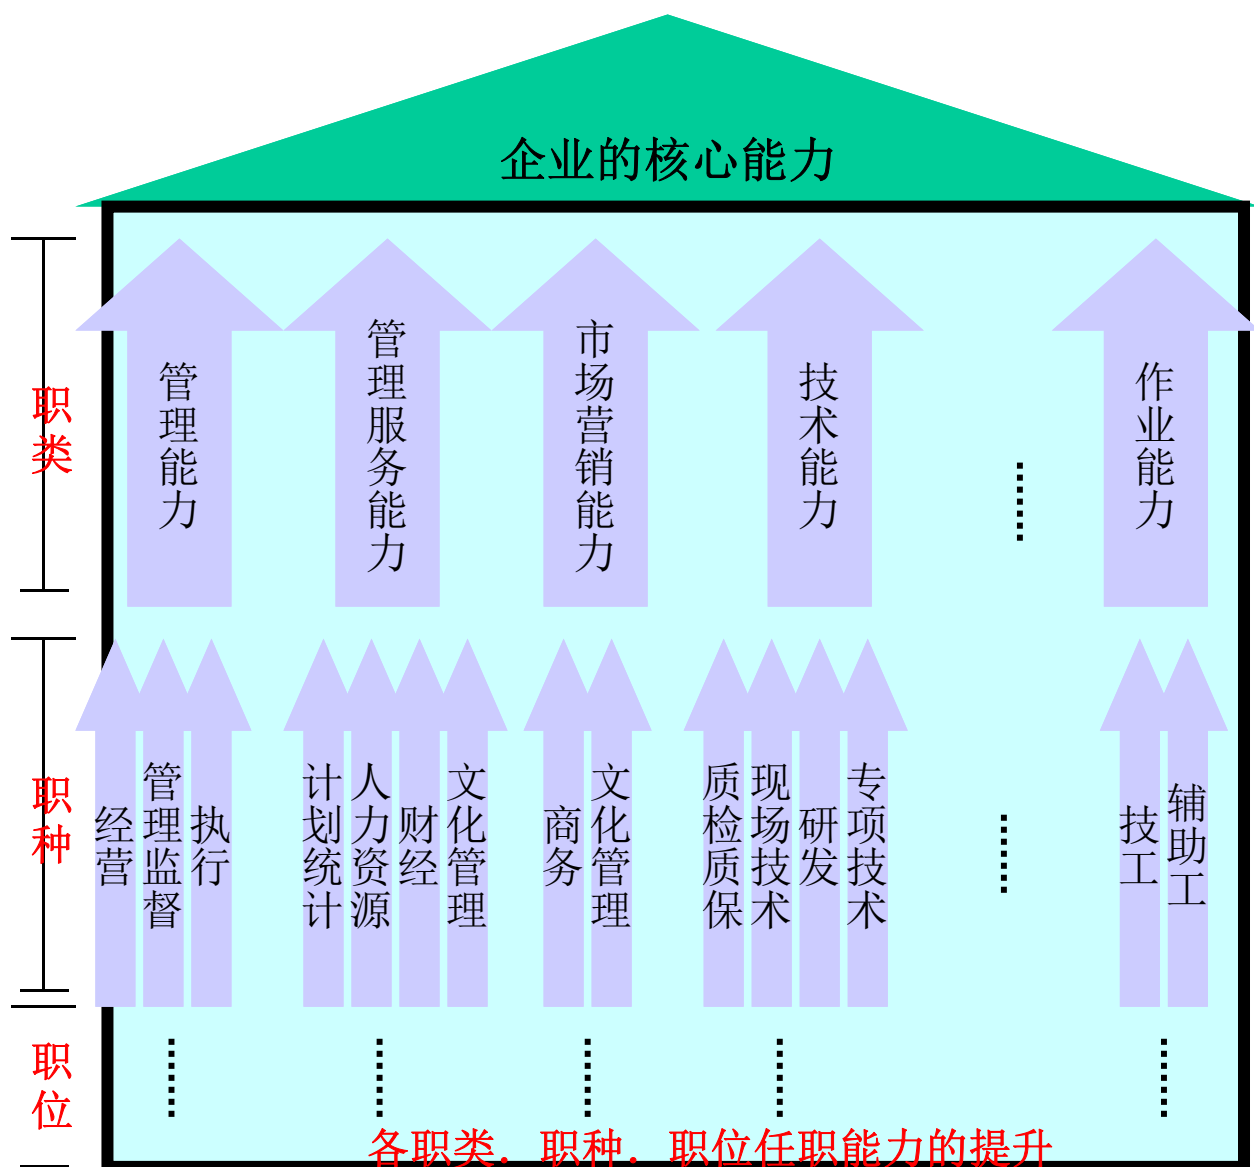 企业的核心能力
职类
管理能力
管理服务能力
市场营销能力
技术能力
作业能力
职种
经营
管理监督
执行
计划统计
人力资源
财经
文化管理
商务
文化管理
质检质保
现场技术
研发
专项技术
技工
辅助工
职位
各职类．职种．职位任职能力的提升